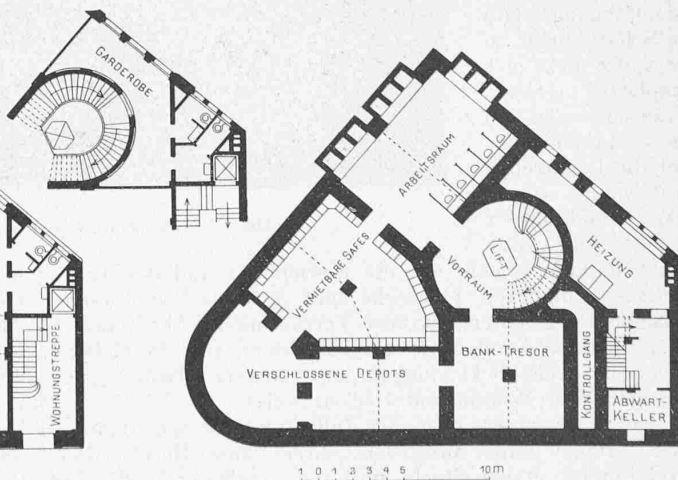 GARDEROBE
WOHNUNGSTREPPE
ARBEITSRAUM
VERMIETBARE SAFES
VORRAUM
LIFT
HEIZUNG
VERSCHLOSSENE DEPOTS
BANK-TRESOR
KONTROLLGANG
ABWART-
KELLER
1 0 1 2 3 4 5 10 m